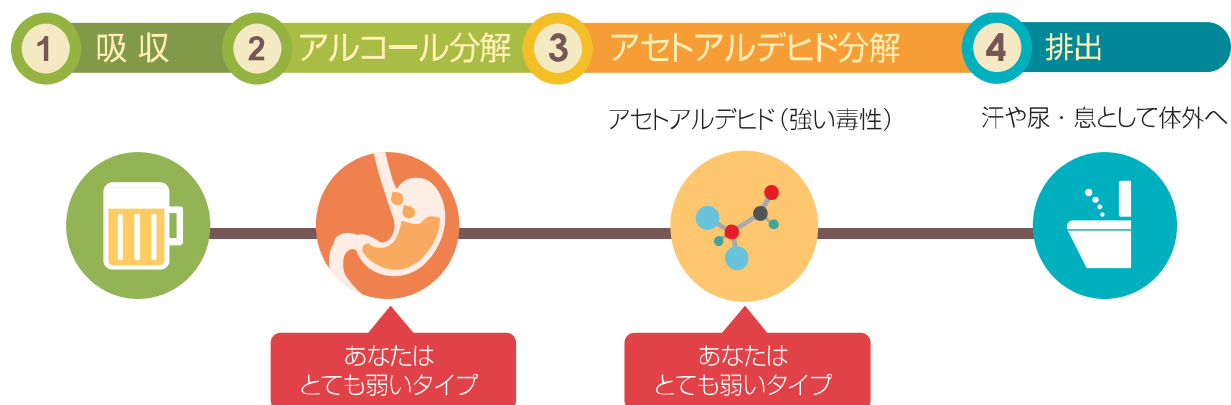 1 吸収 2 アルコール分解 3 アセトアルデヒド分解 4 排出
アセトアルデヒド(強い毒性)
汗や尿・息として体外へ
あなたは
とても弱いタイプ
あなたは
とても弱いタイプ